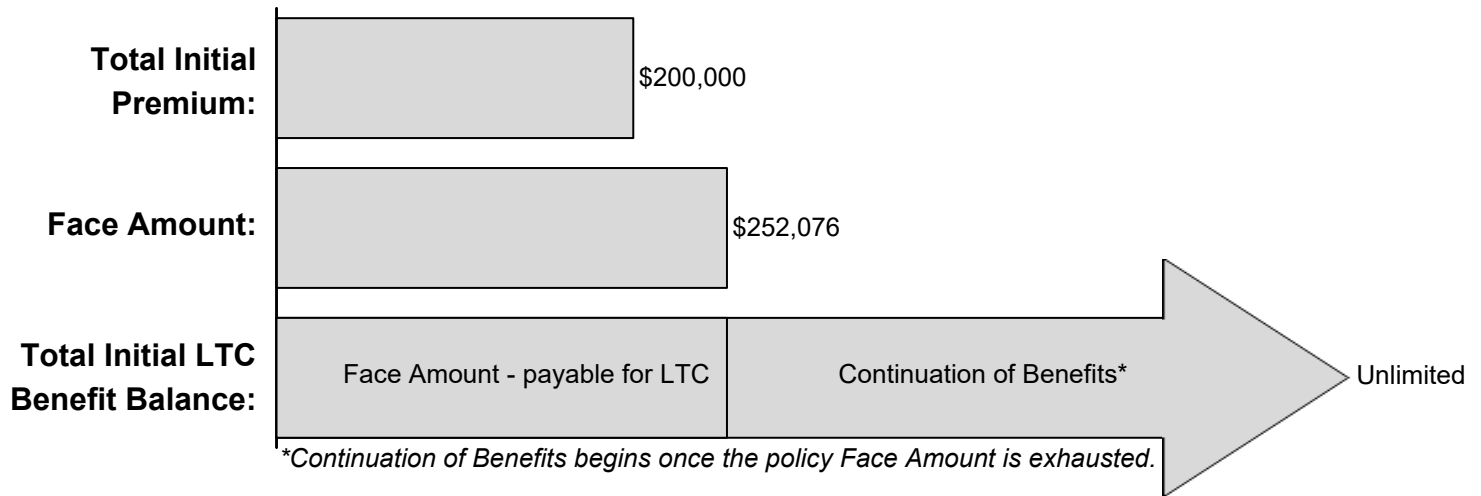 Total Initial
Premium:
$200,000
Face Amount:
$252,076
Total Initial LTC
Benefit Balance:
Face Amount - payable for LTC
Continuation of Benefits*
Unlimited
*Continuation of Benefits begins once the policy Face Amount is exhausted.